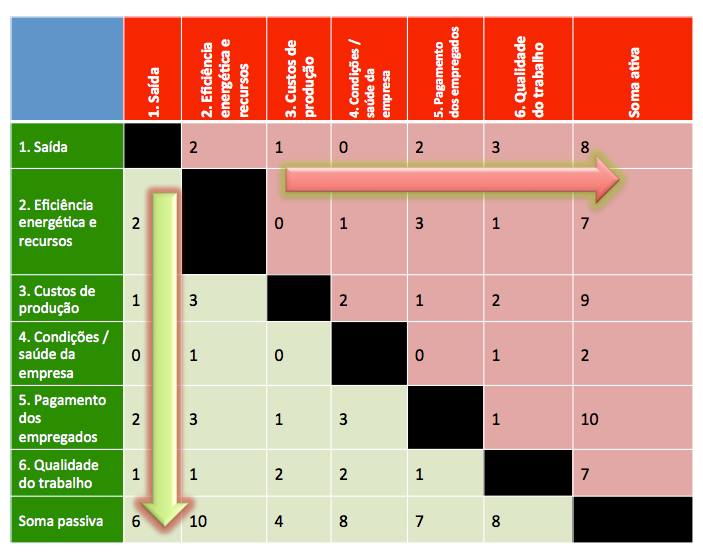 1. Saída
2. Eficiência
energética e
recursos
3. Custos de
produção
4. Condições /
saúde da
empresa
5. Pagamento
dos empregados
6. Qualidade
do trabalho
Soma ativa
1. Saída 2 1 0 2 3 8
2. Eficiência
energética e
recursos
2 0 1 3 1 7
3. Custos de
produção
1 3 2 1 2 9
4. Condições /
saúde da
empresa
0 1 0 0 1 2
5. Pagamento
dos
empregados
2 3 1 3 1 10
6. Qualidade
do trabalho
1 1 2 2 1 7
Soma passiva 6 10 4 8 7 8